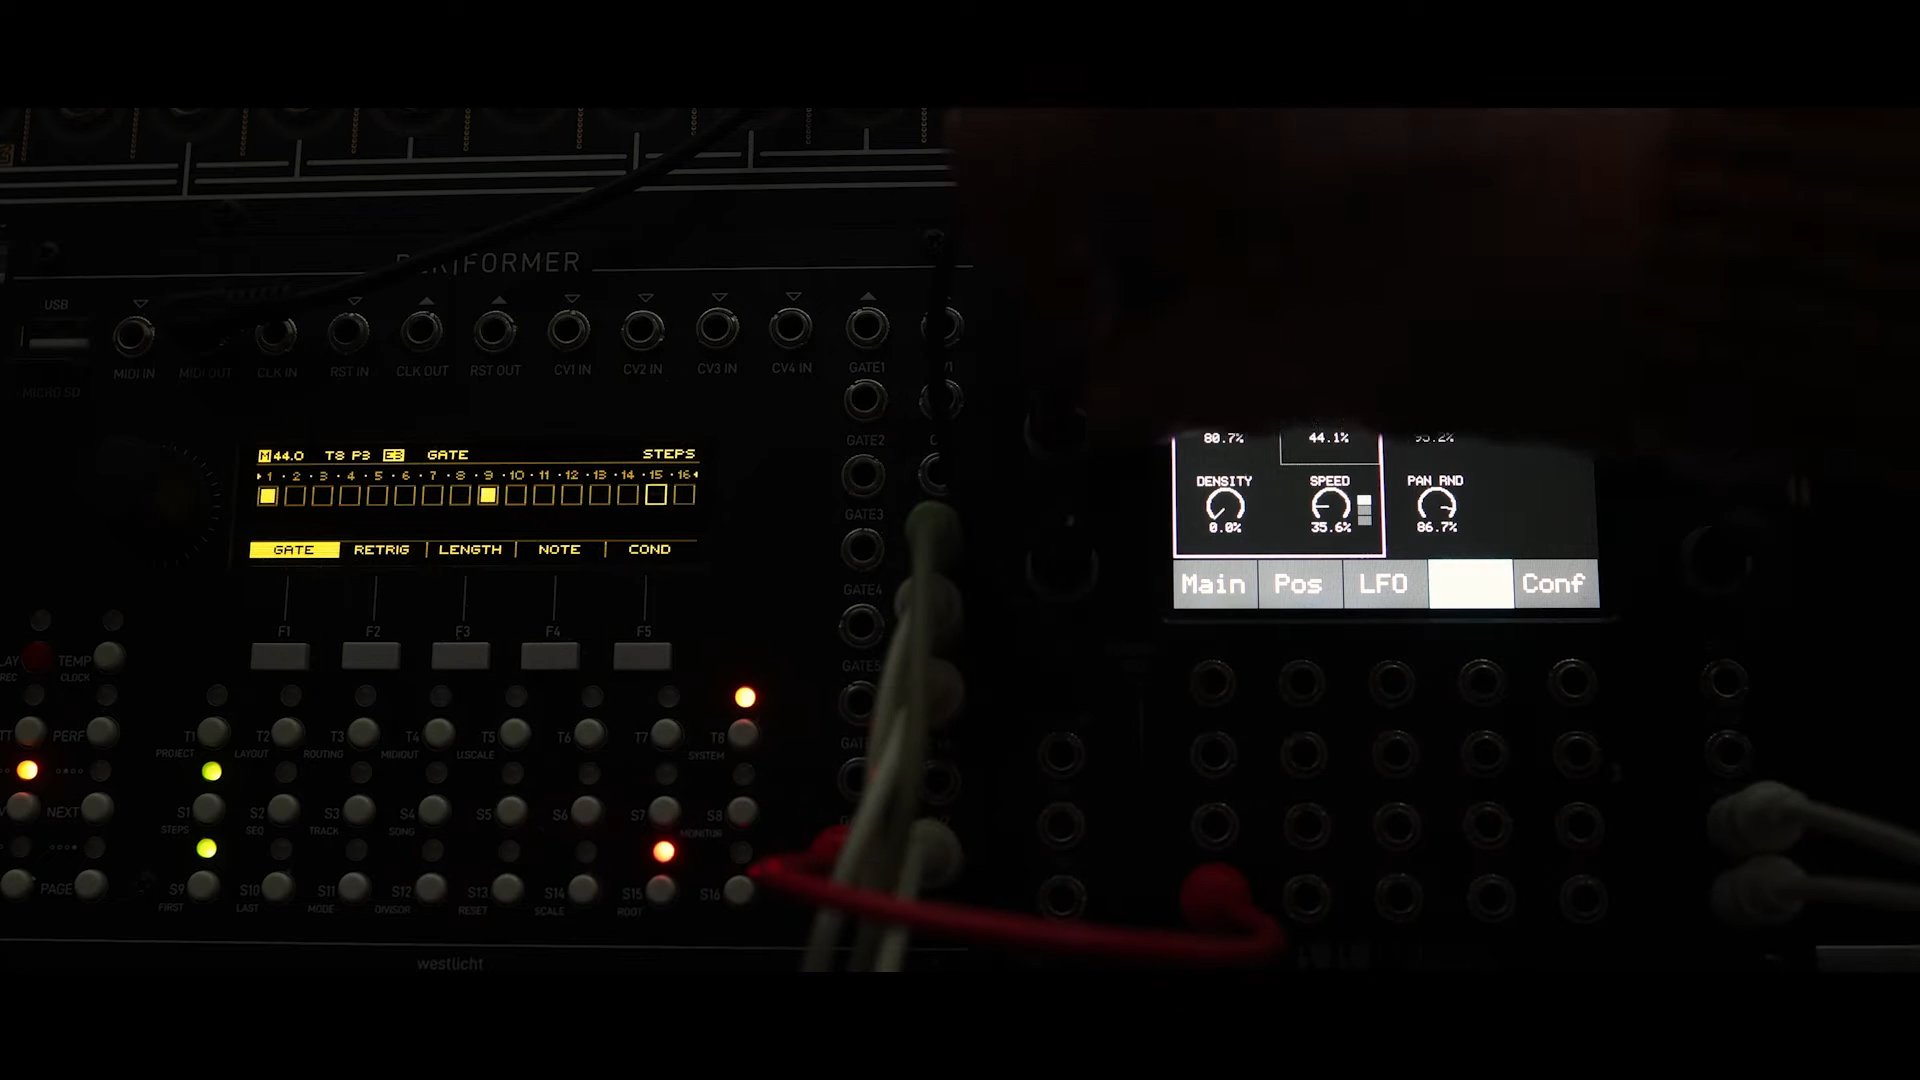 FORMER
USB
MIDI IN MIDI OUT CLK IN RST IN CLK OUT RST OUT CV1 IN CV2 IN CV3 IN CV4 IN GATE1
MICRO SD
GATE2
GATE3
GATE4
GATE5
M 44.0 T8 P3 E3 GATE STEPS
1 2 3 4 5 6 7 8 9 10 11 12 13 14 15 16
GATE RETRIG LENGTH NOTE COND
F1 F2 F3 F4 F5
TEMP
REC CLOCK
PERF T1 T2 T3 T4 T5 T6 T7 T8
PROJECT LAYOUT ROUTING MIDIOUT U.SCALE SYSTEM
NEXT S1 S2 S3 S4 S5 S6 S7 S8
STEPS SEQ TRACK SONG MONITOR
PAGE S9 S10 S11 S12 S13 S14 S15 S16
FIRST LAST MODE DIVISOR RESET SCALE ROOT
westlicht
80.7% 44.1%
DENSITY SPEED PAN RND
0.0% 35.6% 86.7%
Main Pos LFO Conf